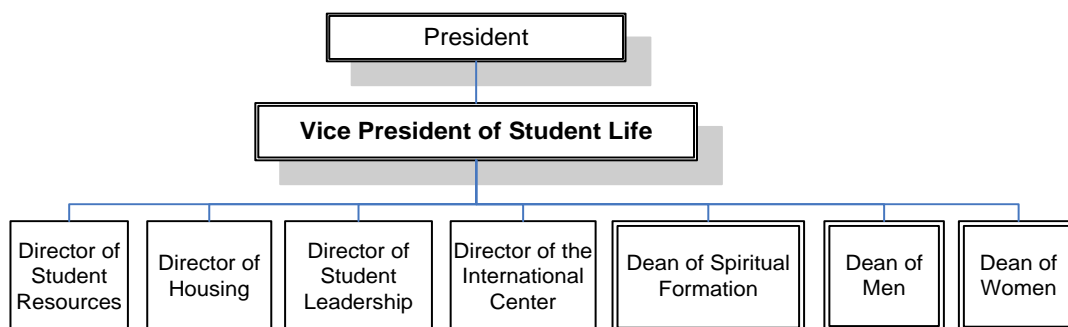 President
Vice President of Student Life
Director of
Student
Resources
Director of
Housing
Director of
Student
Leadership
Director of the
International
Center
Dean of Spiritual
Formation
Dean of
Men
Dean of
Women